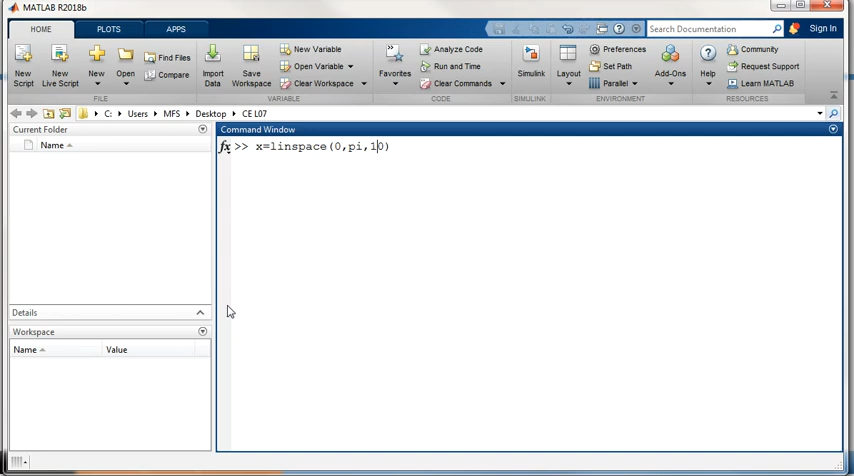 MATLAB R2018b
HOME PLOTS APPS
Search Documentation
Sign In
New Script
New Live Script
New
Open
Find Files
Compare
FILE
Import Data
Save Workspace
New Variable
Open Variable
Clear Workspace
VARIABLE
Favorites
Analyze Code
Run and Time
Clear Commands
CODE
Simulink
SIMULINK
Layout
Preferences
Set Path
Parallel
Add-Ons
ENVIRONMENT
Help
Community
Request Support
Learn MATLAB
RESOURCES
C: Users MFS Desktop CE L07
Current Folder
Name
Command Window
fx >> x=linspace(0,pi,10)
Details
Workspace
Name Value